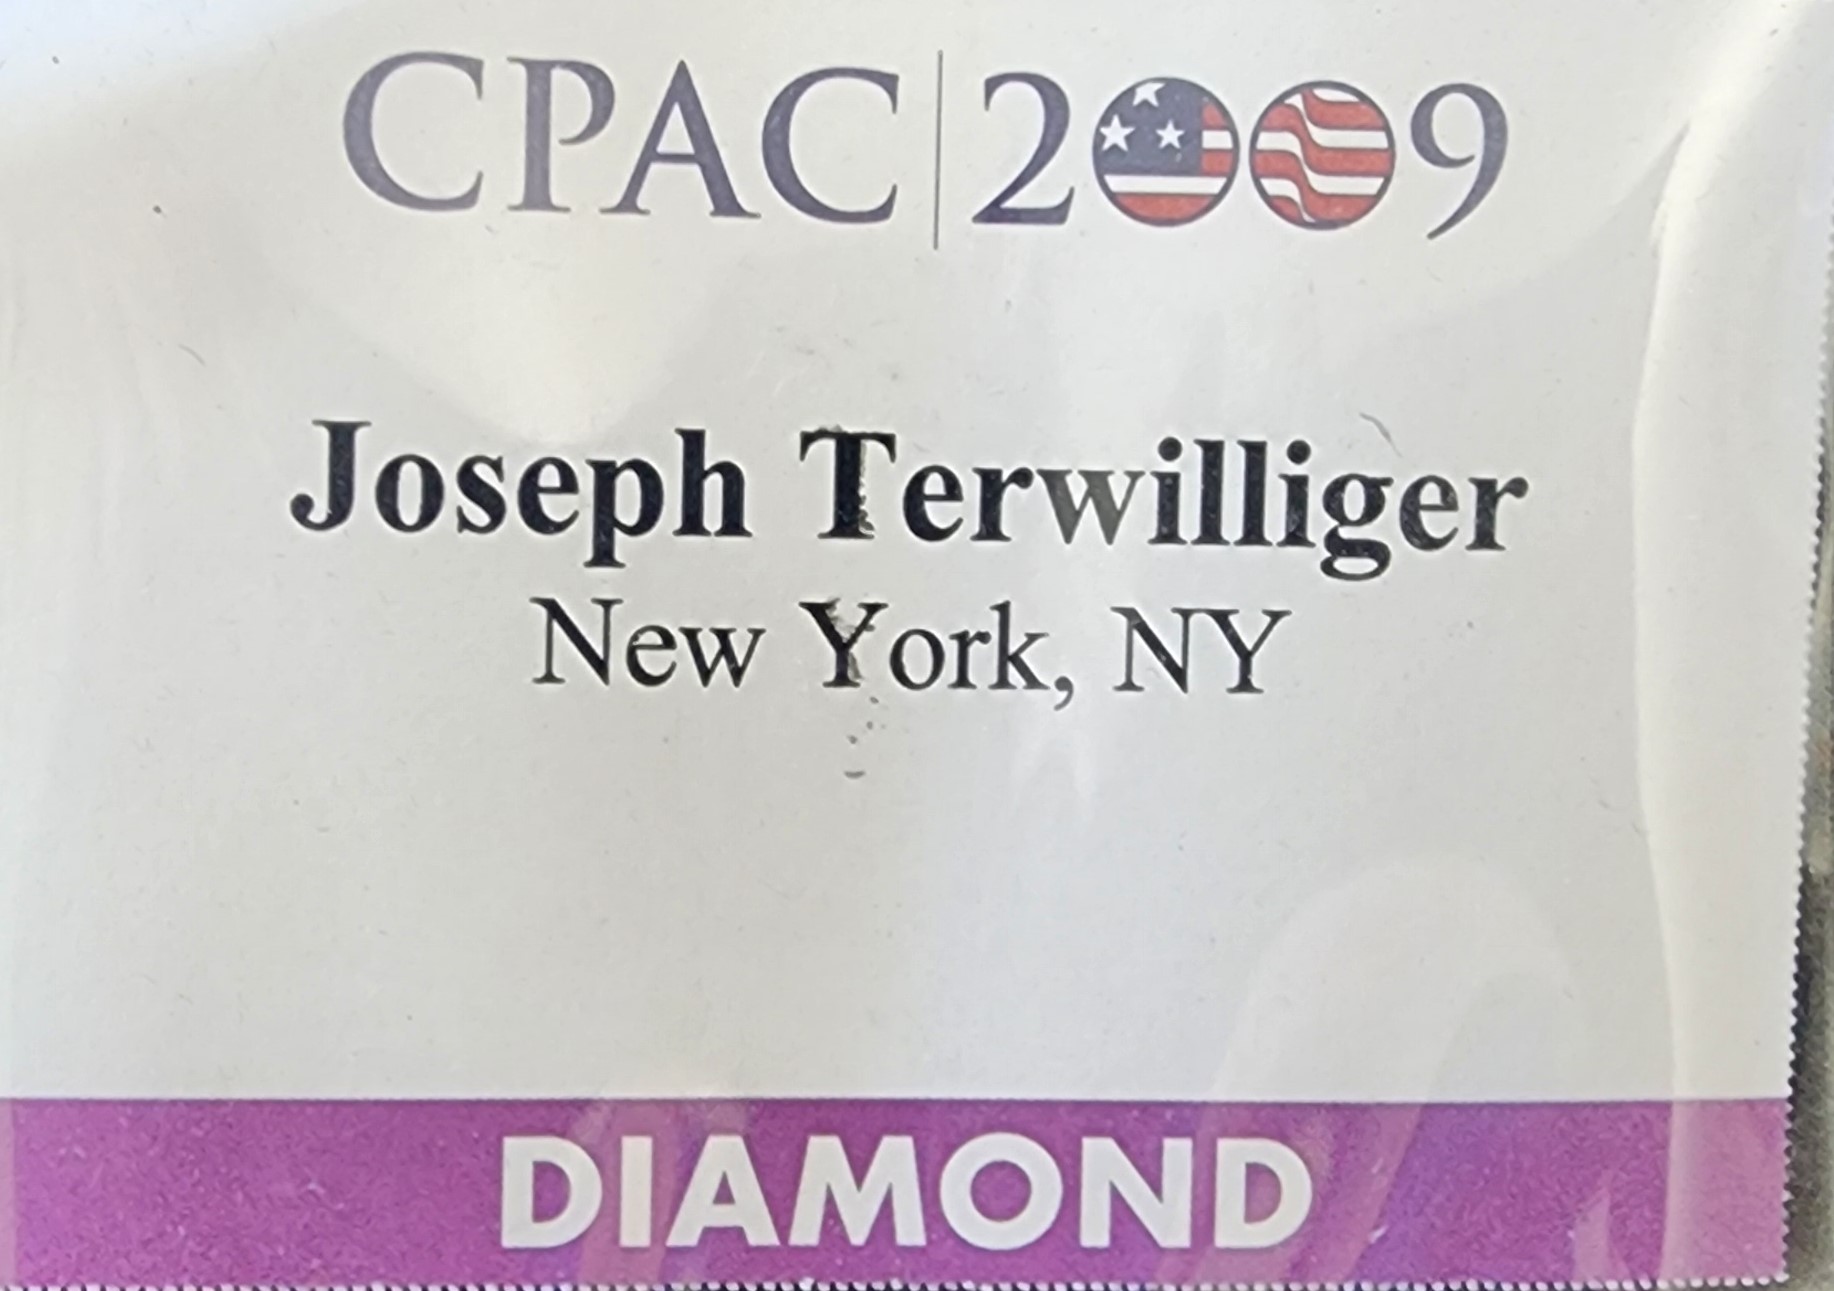 CPAC|2009
Joseph Terwilliger
New York, NY
DIAMOND